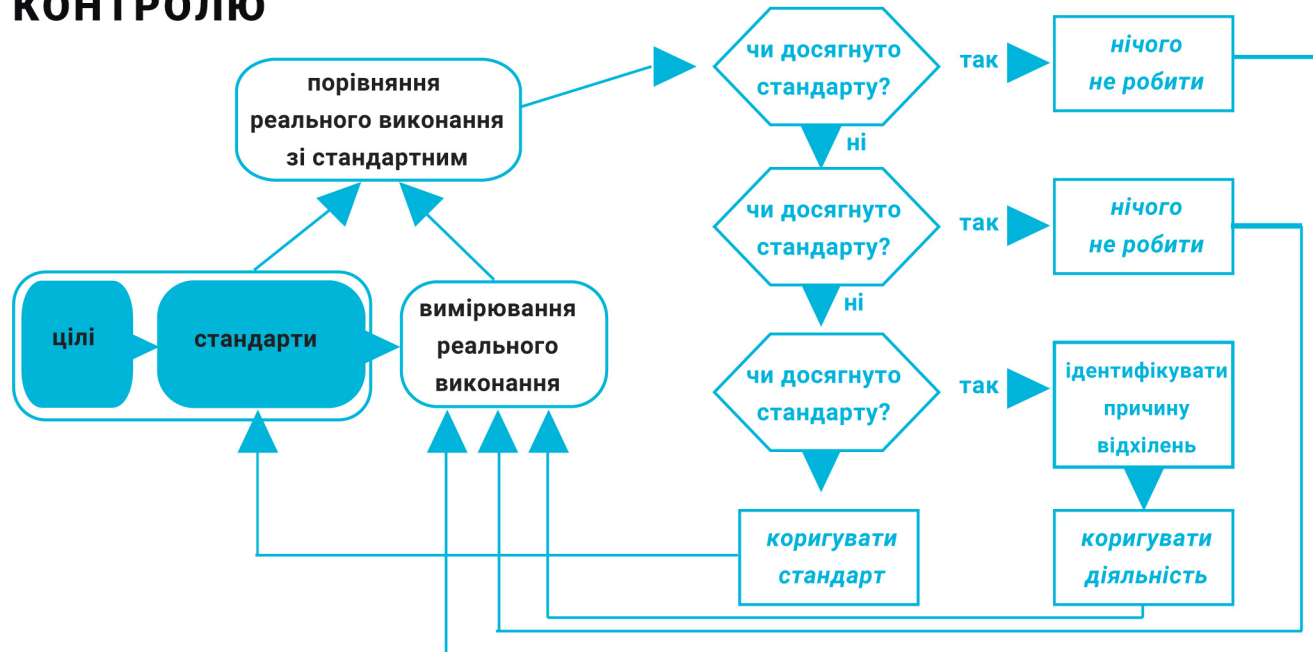 КОНТРОЛЮ
порівняння
реального виконання
зі стандартним
чи досягнуто
стандарту?
так
нічого
не робити
ні
чи досягнуто
стандарту?
так
нічого
не робити
ні
цілі
стандарти
вимірювання
реального
виконання
чи досягнуто
стандарту?
так
ідентифікувати
причину
відхілень
коригувати
стандарт
коригувати
діяльність